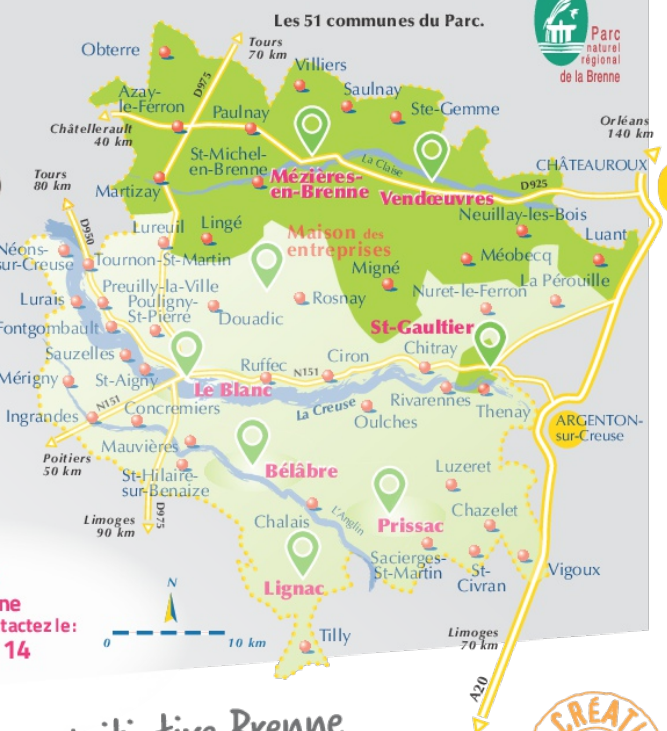 Les 51 communes du Parc.
Parc
naturel
régional
de la Brenne
Obterre
Tours
70 km
D975
Villiers
Azay-
le-Ferron
Paulnay
Saulnay
Ste-Gemme
Châtellerault
40 km
Orléans
140 km
St-Michel-
en-Brenne
La Claise
CHÂTEAUROUX
Tours
80 km
Martizay
Mézières-
en-Brenne
Vendœuvres
D925
Neuillay-les-Bois
D950
Lureuil
Lingé
Maison des
entreprises
Luant
Néons-
sur-Creuse
Tournon-St-Martin
Migné
Méobecq
La Pérouille
Preuilly-la-Ville
Lurais
Pouligny-
St-Pierre
Rosnay
Nuret-le-Ferron
Douadic
Fontgombault
St-Gaultier
Sauzelles
Ruffec
N151
Ciron
Chitray
Mérigny
St-Aigny
Le Blanc
Rivarennes
Thenay
La Creuse
Oulches
N151
Ingrandes
Concremiers
ARGENTON-
sur-Creuse
Poitiers
50 km
Mauvières
Bélâbre
Luzeret
St-Hilaire-
sur-Benaize
D975
Limoges
90 km
Chalais
L'Anglin
Prissac
Chazelet
Sacierges-
St-Martin
St-
Civran
Vigoux
Lignac
N
ne
tactez le :
14
0
10 km
Tilly
Limoges
70 km
A20
Brenne